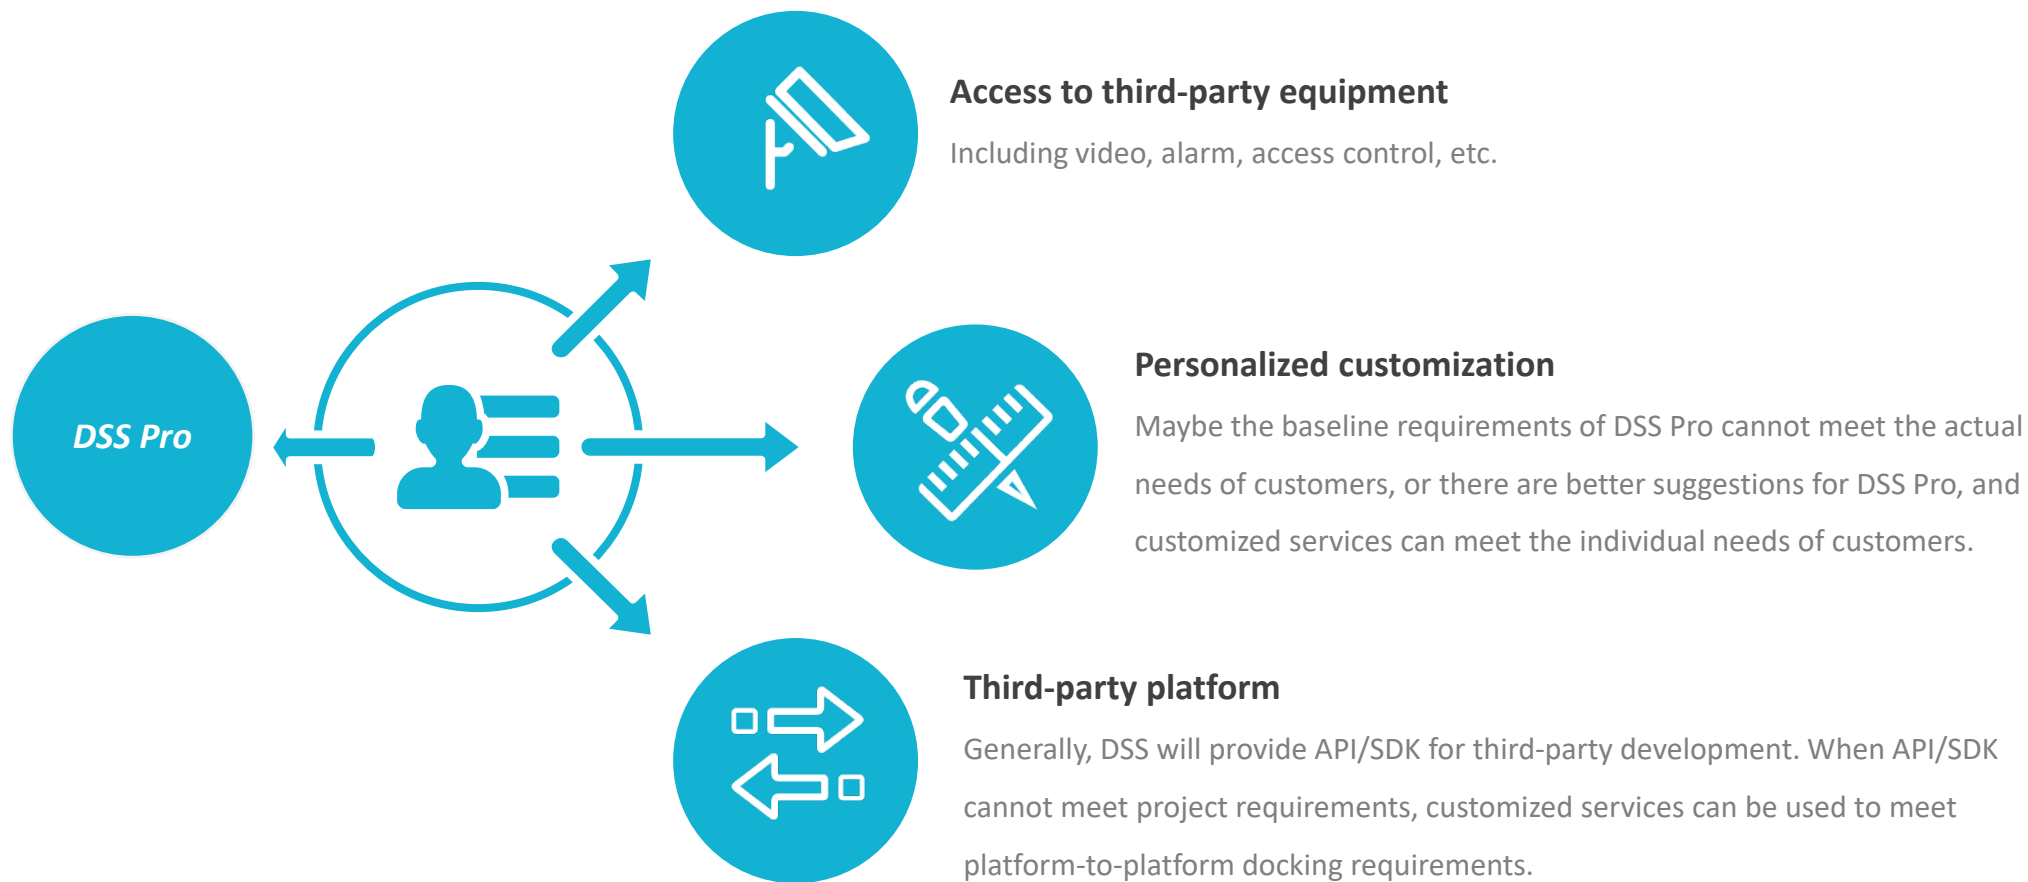 DSS Pro
Access to third-party equipment
Including video, alarm, access control, etc.
Personalized customization
Maybe the baseline requirements of DSS Pro cannot meet the actual
needs of customers, or there are better suggestions for DSS Pro, and
customized services can meet the individual needs of customers.
Third-party platform
Generally, DSS will provide API/SDK for third-party development. When API/SDK
cannot meet project requirements, customized services can be used to meet
platform-to-platform docking requirements.